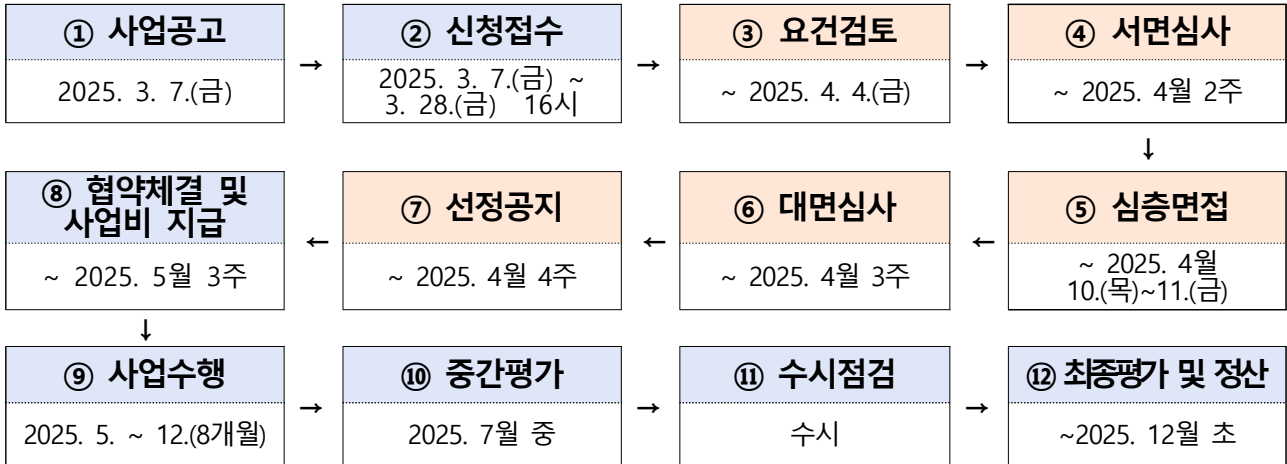 ① 사업공고
2025. 3. 7.(금)
→
② 신청접수
2025. 3. 7.(금) ~
3. 28.(금) 16시
→
③ 요건검토
~ 2025. 4. 4.(금)
→
④ 서면심사
~ 2025. 4월 2주
↓
⑤ 심층면접
~ 2025. 4월
10.(목)~11.(금)
←
⑥ 대면심사
~ 2025. 4월 3주
←
⑦ 선정공지
~ 2025. 4월 4주
←
⑧ 협약체결 및
사업비 지급
~ 2025. 5월 3주
↓
⑨ 사업수행
2025. 5. ~ 12.(8개월)
→
⑩ 중간평가
2025. 7월 중
→
⑪ 수시점검
수시
→
⑫ 최종평가 및 정산
~2025. 12월 초